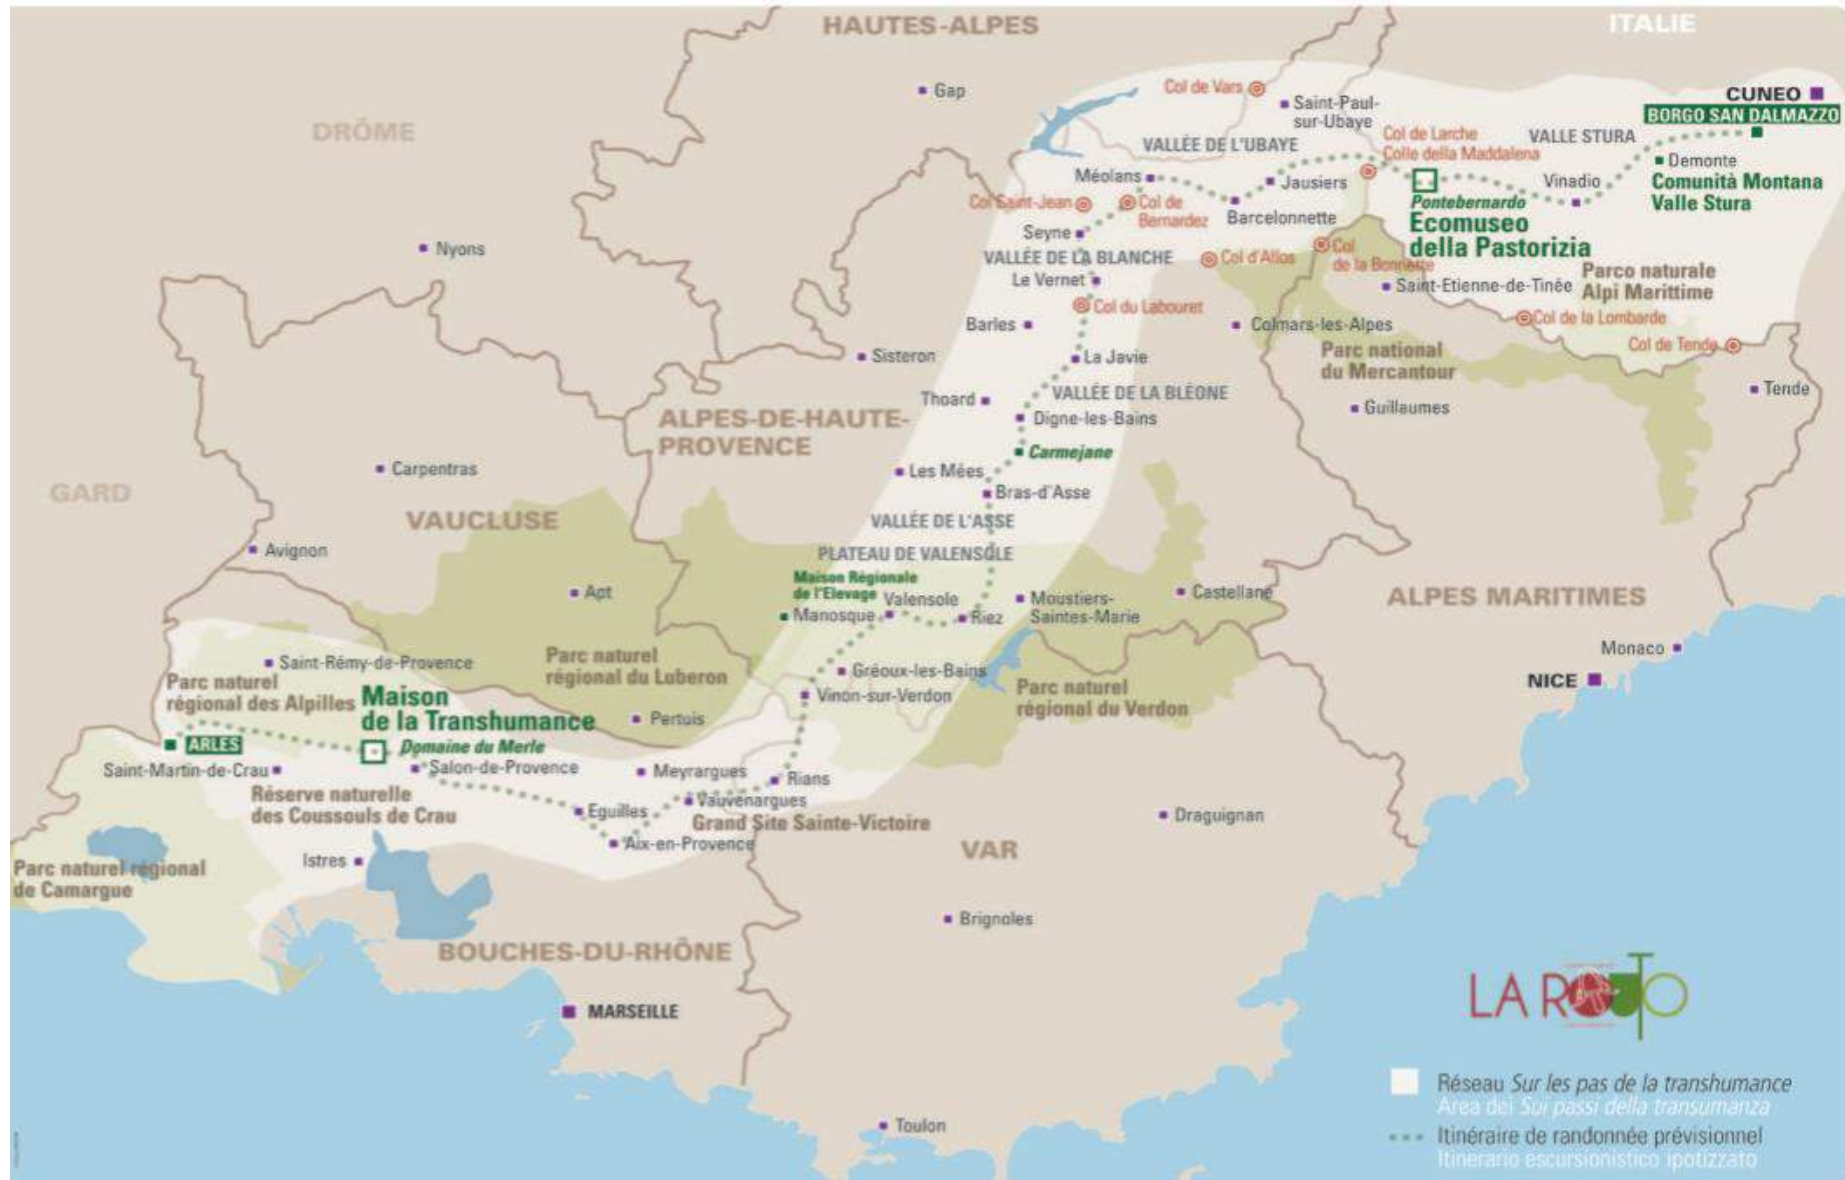 HAUTES-ALPES
ITALIE
Gap
Col de Vars
Saint-Paul-
sur-Ubaye
CUNEO
BORGO SAN DALMAZZO
DRÔME
VALLÉE DE L'UBAYE
Col de Larche
Colle della Maddalena
VALLE STURA
Demonte
Comunità Montana
Valle Stura
Méolans
Jausiers
Vinadio
Col Saint-Jean
Col de
Bernardez
Barcelonnette
Pontebernardo
Ecomuseo
della Pastorizia
Seyne
Nyons
VALLÉE DE LA BLANCHE
Col d'Allos
Col
de la Bonnette
Le Vernet
Saint-Etienne-de-Tinée
Parco naturale
Alpi Marittime
Col du Labouret
Barles
Colmars-les-Alpes
Col de la Lombarde
Sisteron
La Javie
Parc national
du Mercantour
Col de Tende
Tende
Thoard
VALLÉE DE LA BLÉONE
Guillaumes
ALPES-DE-HAUTE-
PROVENCE
Digne-les-Bains
Carmejane
Carpentras
Les Mées
Bras-d'Asse
GARD
VAUCLUSE
VALLÉE DE L'ASSE
Avignon
PLATEAU DE VALENSOLE
Maison Régionale
de l'Elevage
Apt
Valensole
Manosque
Riez
Moustiers-
Saintes-Marie
Castellane
ALPES MARITIMES
Monaco
NICE
Saint-Rémy-de-Provence
Parc naturel
régional du Luberon
Gréoux-les-Bains
Parc naturel
régional des Alpilles
Maison
de la Transhumance
Vinon-sur-Verdon
Parc naturel
régional du Verdon
Pertuis
ARLES
Domaine du Merle
Saint-Martin-de-Crau
Salon-de-Provence
Meyrargues
Rians
Réserve naturelle
des Coussouls de Crau
Eguilles
Vauvenargues
Grand Site Sainte-Victoire
Draguignan
Aix-en-Provence
Istres
Parc naturel régional
de Camargue
VAR
Brignoles
BOUCHES-DU-RHÔNE
MARSEILLE
LA ROUTO
Toulon
Réseau Sur les pas de la transhumance
Area dei Sui passi della transumanza
Itinéraire de randonnée prévisionnel
Itinerario escursionistico ipotizzato